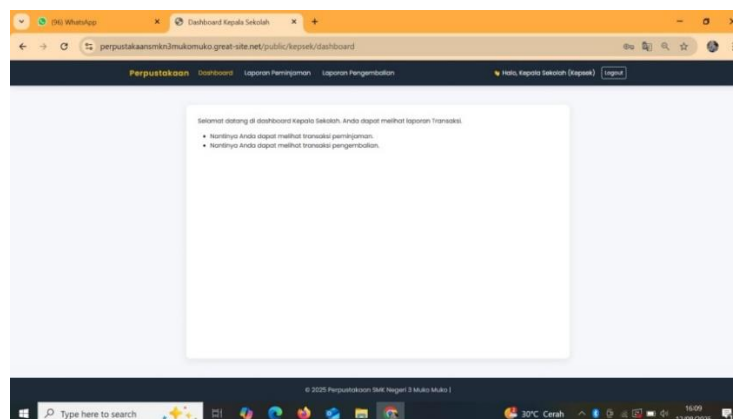 (96) WhatsApp
Dashboard Kepala Sekolah
perpustakaansmkn3mukomuko.great-site.net/public/kepsek/dashboard
Perpustakaan Dashboard Laporan Peminjaman Laporan Pengembalian Halo, Kepala Sekolah (Kepsek) Logout
Selamat datang di dashboard Kepala Sekolah. Anda dapat melihat laporan Transaksi.
• Nantinya Anda dapat melihat transaksi peminjaman.
• Nantinya Anda dapat melihat transaksi pengembalian.
© 2025 Perpustakaan SMK Negeri 3 Muko Muko |
Type here to search
30°C Cerah
16:09